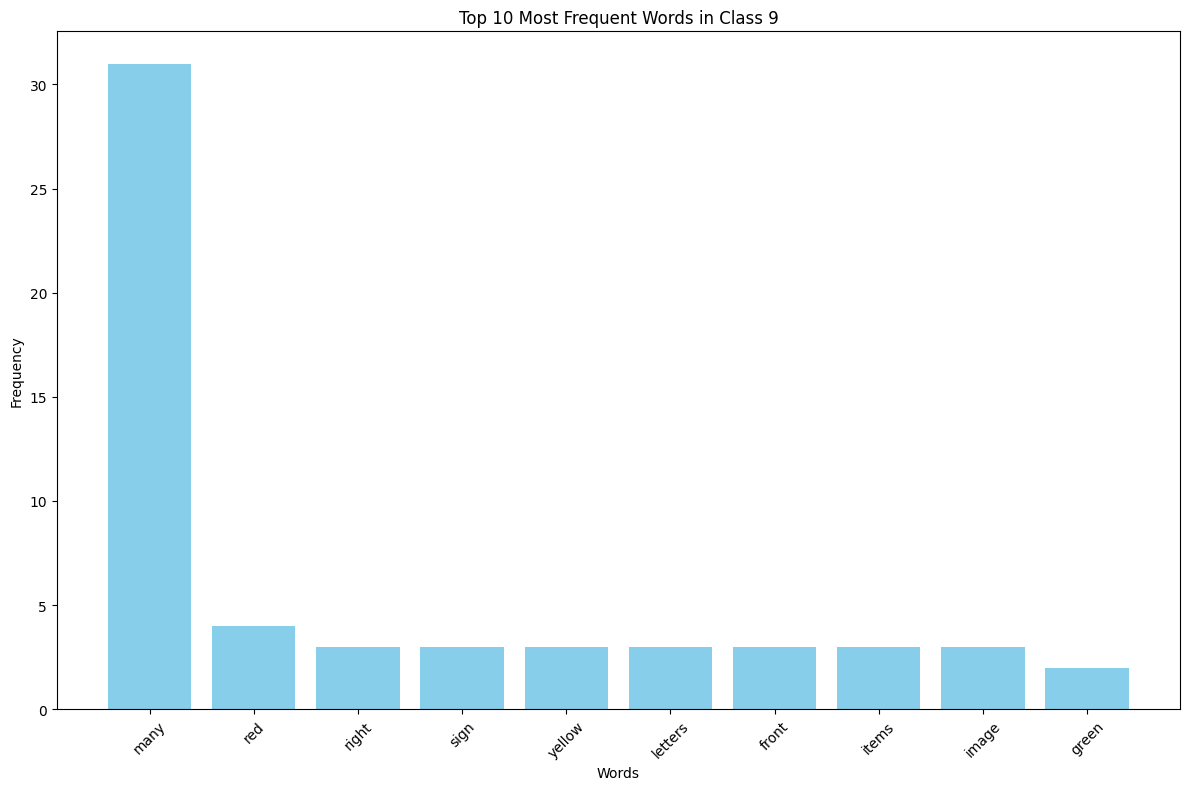 Top 10 Most Frequent Words in Class 9
Frequency
30
25
20
15
10
5
0
many
red
right
sign
yellow
letters
front
items
image
green
Words